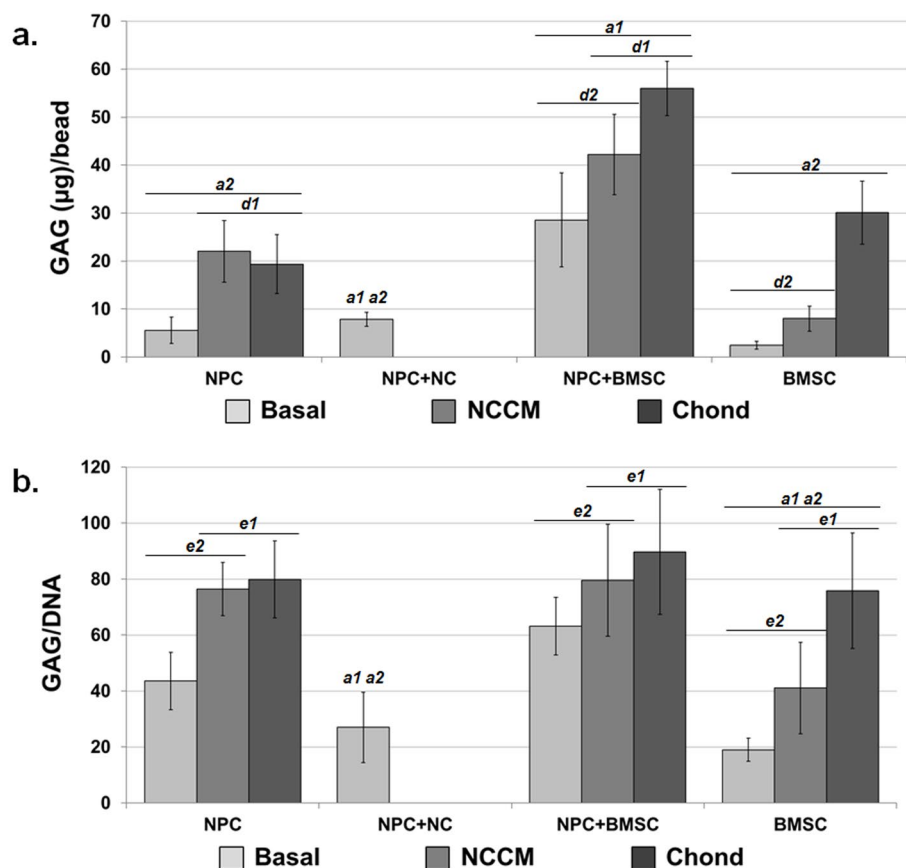 a.
GAG (µg)/bead
70
60
50
40
30
20
10
0
a2
d1
a1 a2
a1
d1
d2
a2
d2
NPC
NPC+NC
NPC+BMSC
BMSC
Basal
NCCM
Chond
b.
GAG/DNA
120
100
80
60
40
20
0
e1
e2
a1 a2
e1
e2
a1 a2
e1
e2
NPC
NPC+NC
NPC+BMSC
BMSC
Basal
NCCM
Chond